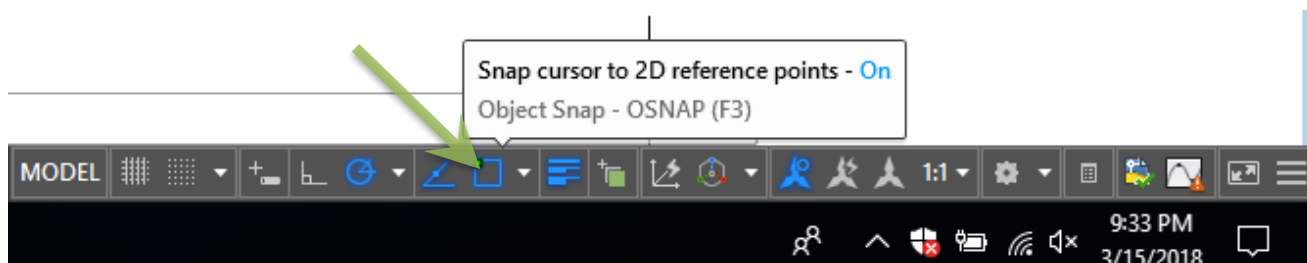 Snap cursor to 2D reference points - On
Object Snap - OSNAP (F3)
MODEL 1:1
9:33 PM
3/15/2018